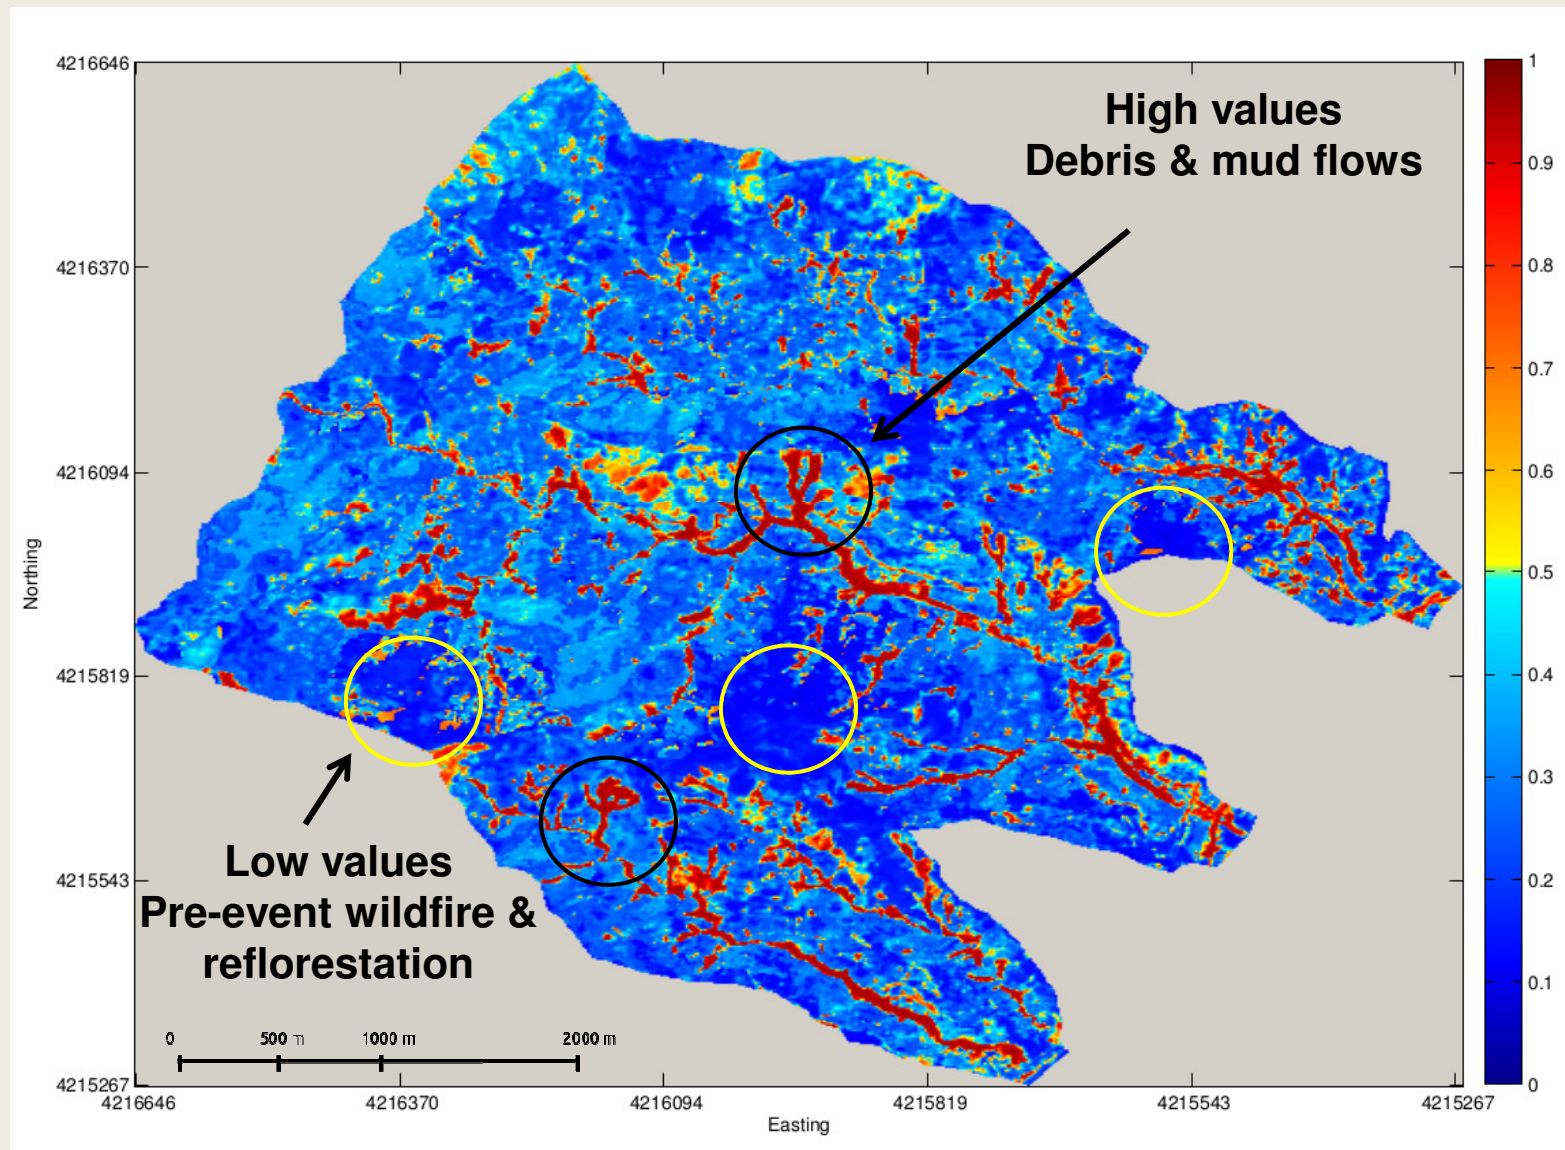 High values
Debris & mud flows
Low values
Pre-event wildfire &
reflorestation
0 500 m 1000 m 2000 m
4216646
4216370
4216094
4215819
4215543
4215267
Northing
4216646 4216370 4216094 4215819 4215543 4215267
Easting
1
0.9
0.8
0.7
0.6
0.5
0.4
0.3
0.2
0.1
0